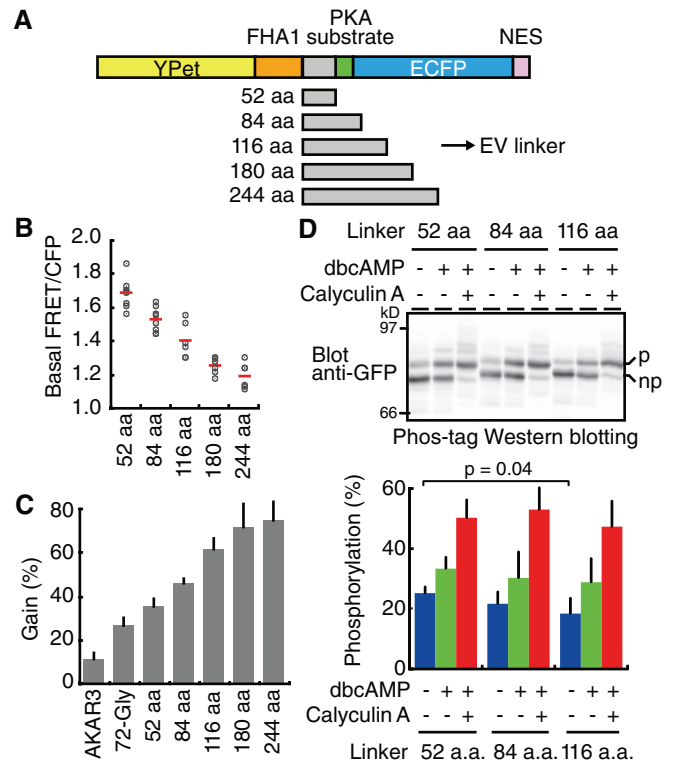 A
PKA
FHA1 substrate NES
YPet ECFP
52 aa
84 aa
116 aa → EV linker
180 aa
244 aa
B
Basal FRET/CFP
2.0
1.8
1.6
1.4
1.2
1.0
52 aa 84 aa 116 aa 180 aa 244 aa
C
Gain (%)
80
60
40
20
0
AKAR3 72-Gly 52 aa 84 aa 116 aa 180 aa 244 aa
D
Linker 52 aa 84 aa 116 aa
dbcAMP - + + - + + - + +
Calyculin A - - + - - + - - +
kD
97
Blot
anti-GFP
p
np
66
Phos-tag Western blotting
p = 0.04
Phosphorylation (%)
60
40
20
0
dbcAMP - + + - + + - + +
Calyculin A - - + - - + - - +
Linker 52 a.a. 84 a.a. 116 a.a.